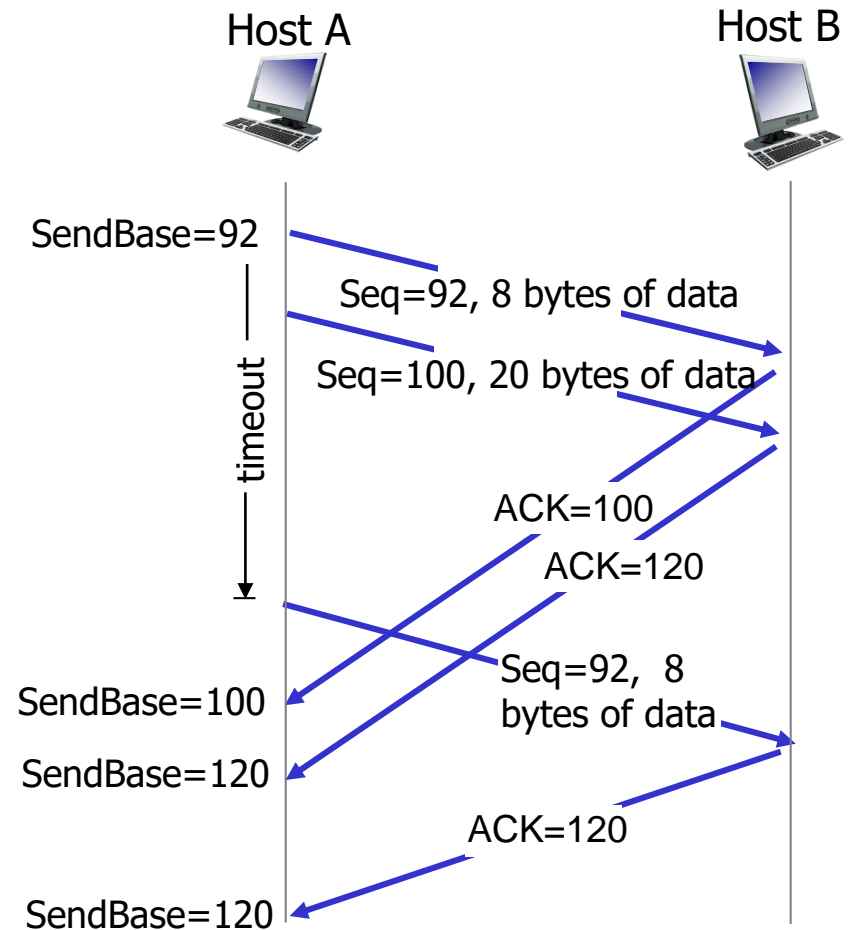 Host A
Host B
SendBase=92
Seq=92, 8 bytes of data
Seq=100, 20 bytes of data
timeout
ACK=100
ACK=120
Seq=92, 8
bytes of data
SendBase=100
SendBase=120
ACK=120
SendBase=120